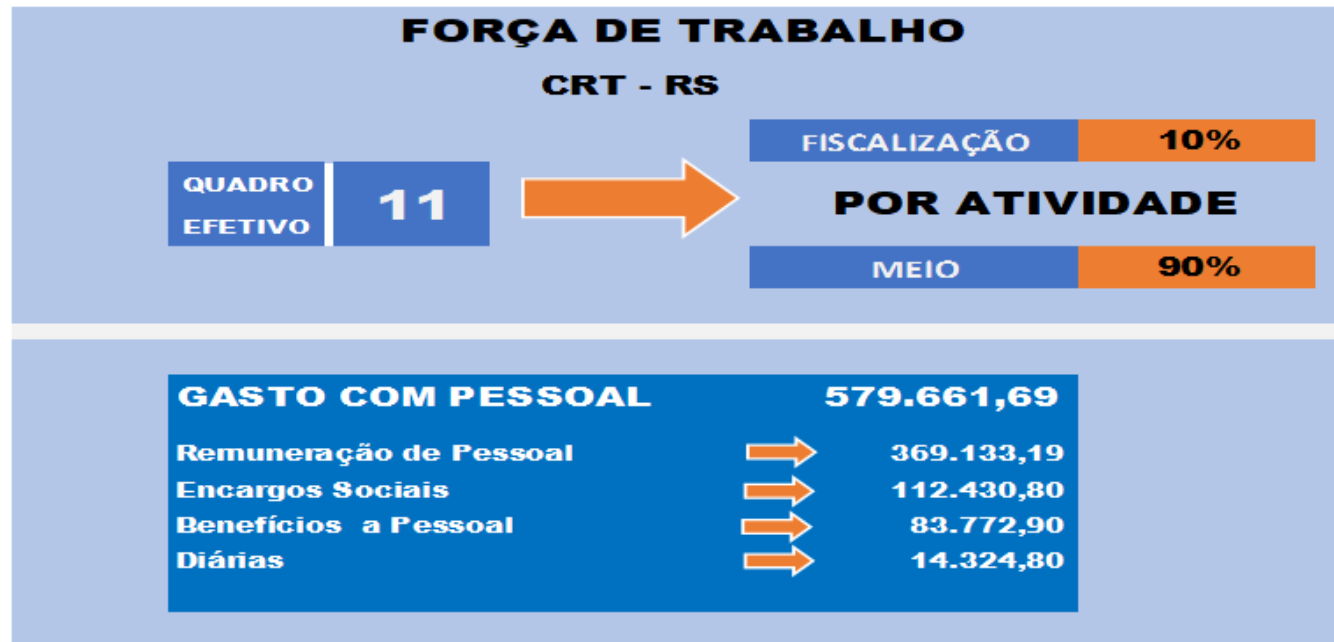 FORÇA DE TRABALHO
CRT - RS
FISCALIZAÇÃO 10%
QUADRO
EFETIVO
11
POR ATIVIDADE
MEIO 90%
GASTO COM PESSOAL 579.661,69
Remuneração de Pessoal 369.133,19
Encargos Sociais 112.430,80
Benefícios a Pessoal 83.772,90
Diárias 14.324,80